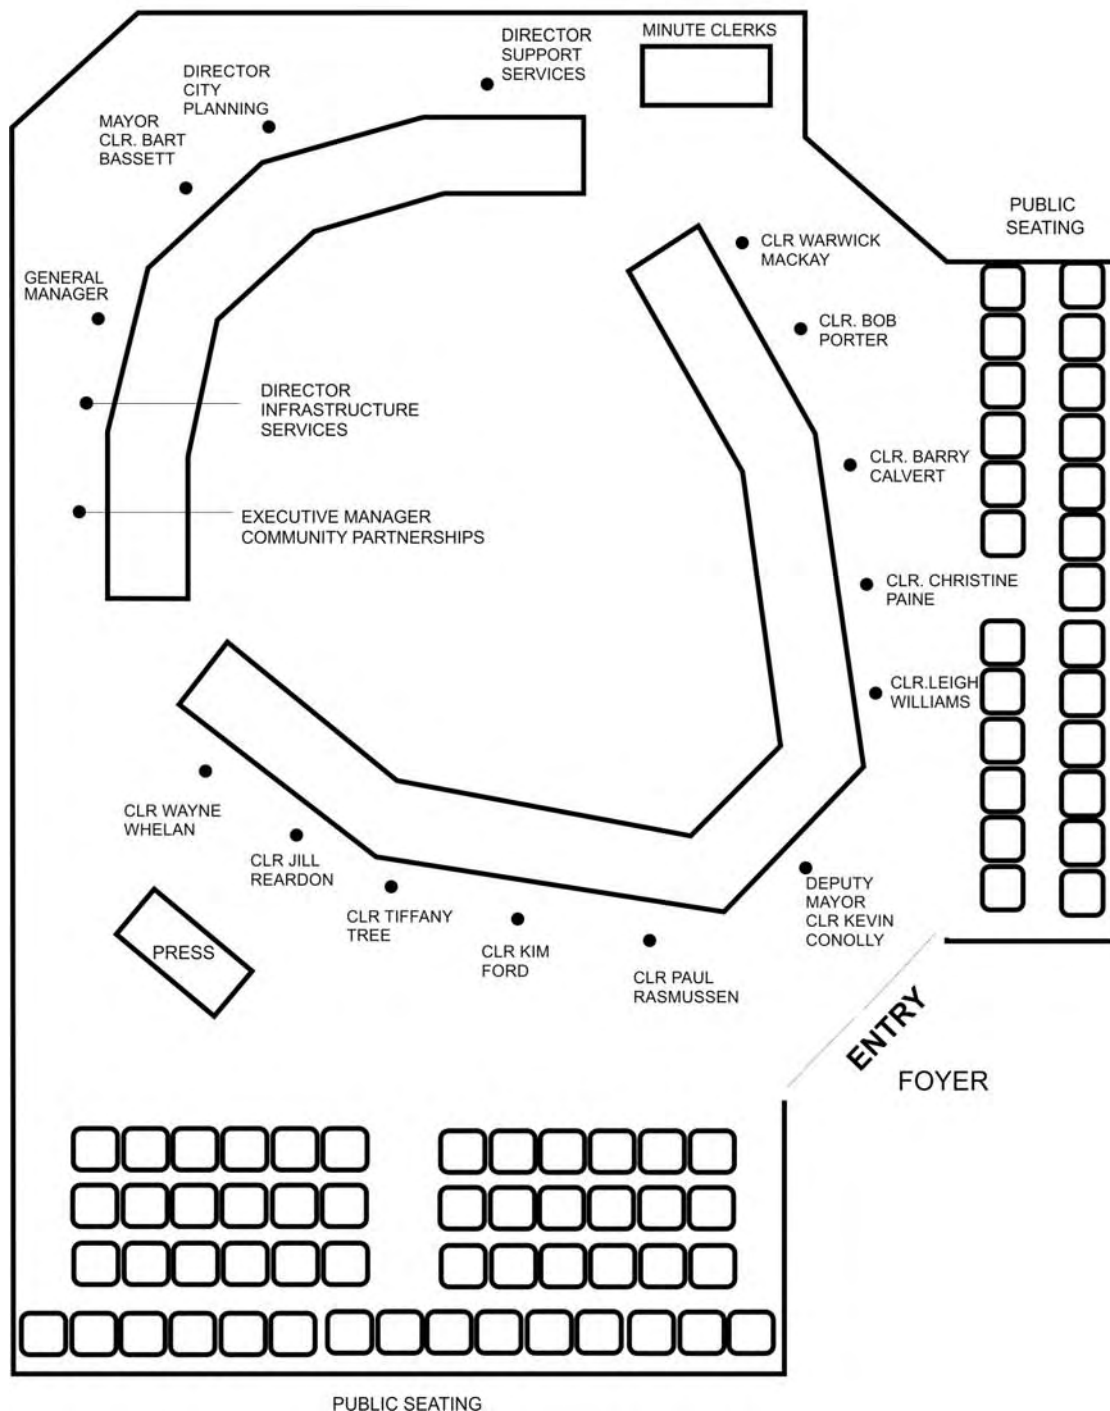 DIRECTOR
SUPPORT
SERVICES
MINUTE CLERKS
DIRECTOR
CITY
PLANNING
MAYOR
CLR. BART
BASSETT
PUBLIC
SEATING
CLR WARWICK
MACKAY
GENERAL
MANAGER
CLR. BOB
PORTER
DIRECTOR
INFRASTRUCTURE
SERVICES
CLR. BARRY
CALVERT
EXECUTIVE MANAGER
COMMUNITY PARTNERSHIPS
CLR. CHRISTINE
PAINE
CLR.LEIGH
WILLIAMS
CLR WAYNE
WHELAN
CLR JILL
REARDON
CLR TIFFANY
TREE
CLR KIM
FORD
CLR PAUL
RASMUSSEN
DEPUTY
MAYOR
CLR KEVIN
CONOLLY
PRESS
ENTRY
FOYER
PUBLIC SEATING